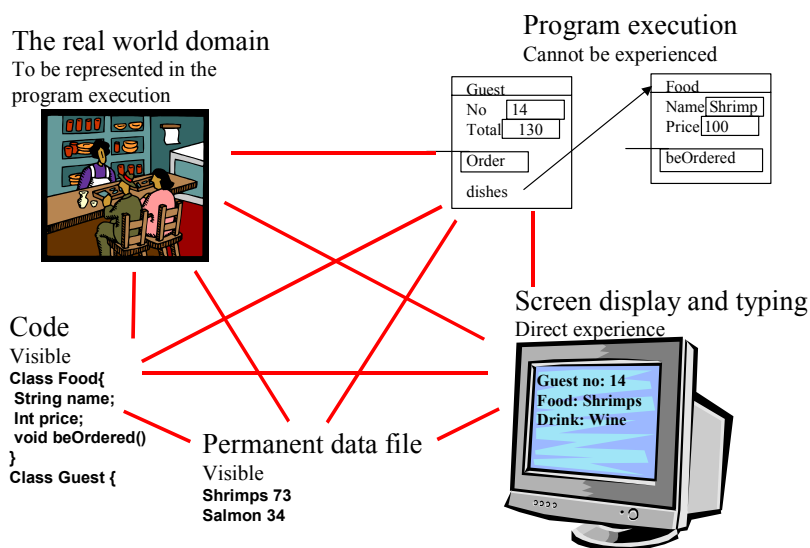 The real world domain
To be represented in the
program execution
Program execution
Cannot be experienced
Guest
No 14
Total 130
Order
dishes
Food
Name Shrimp
Price 100
beOrdered
Code
Visible
Class Food{
String name;
Int price;
void beOrdered()
}
Class Guest {
Permanent data file
Visible
Shrimps 73
Salmon 34
Screen display and typing
Direct experience
Guest no: 14
Food: Shrimps
Drink: Wine